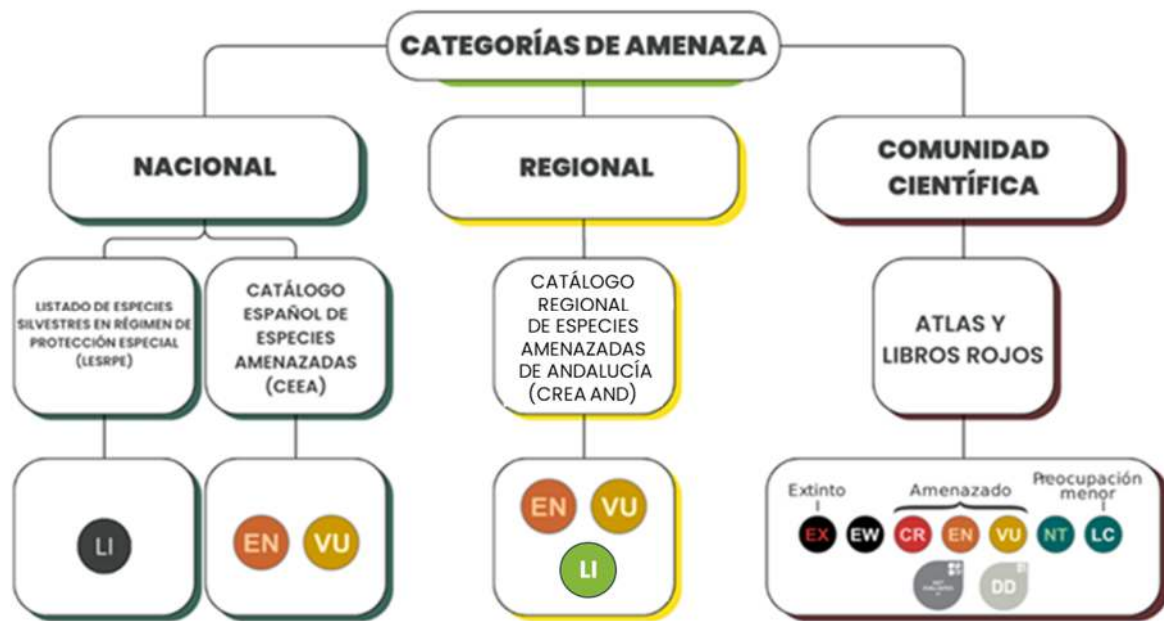 CATEGORÍAS DE AMENAZA
NACIONAL
REGIONAL
COMUNIDAD
CIENTÍFICA
LISTADO DE ESPECIES
SILVESTRES EN RÉGIMEN DE
PROTECCIÓN ESPECIAL
(LESRPE)
CATÁLOGO
ESPAÑOL DE
ESPECIES
AMENAZADAS
(CEEA)
CATÁLOGO
REGIONAL
DE ESPECIES
AMENAZADAS
DE ANDALUCÍA
(CREA AND)
ATLAS Y
LIBROS ROJOS
LI
EN VU
EN VU
LI
Extinto
Amenazado
Preocupación
menor
EX EW CR EN VU NT LC
DD